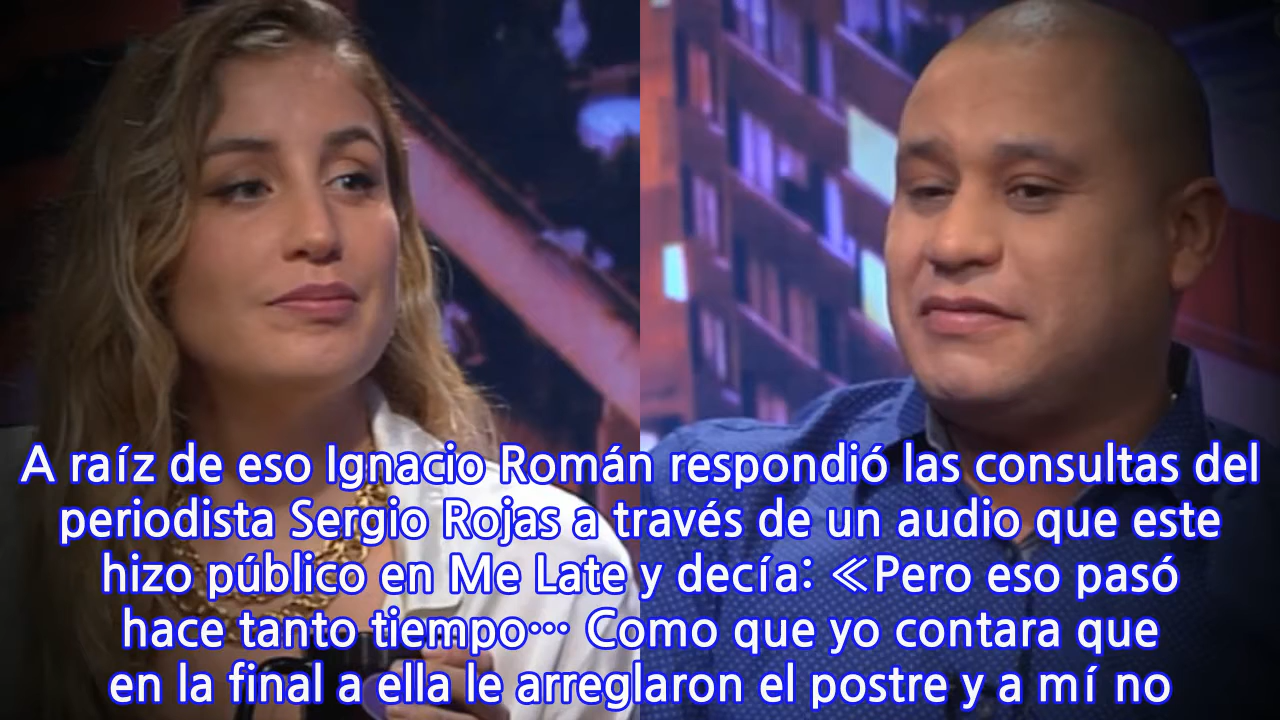 A raíz de eso Ignacio Román respondió las consultas del
periodista Sergio Rojas a través de un audio que este
hizo público en Me Late y decía: ≪Pero eso pasó
hace tanto tiempo… Como que yo contara que
en la final a ella le arreglaron el postre y a mí no